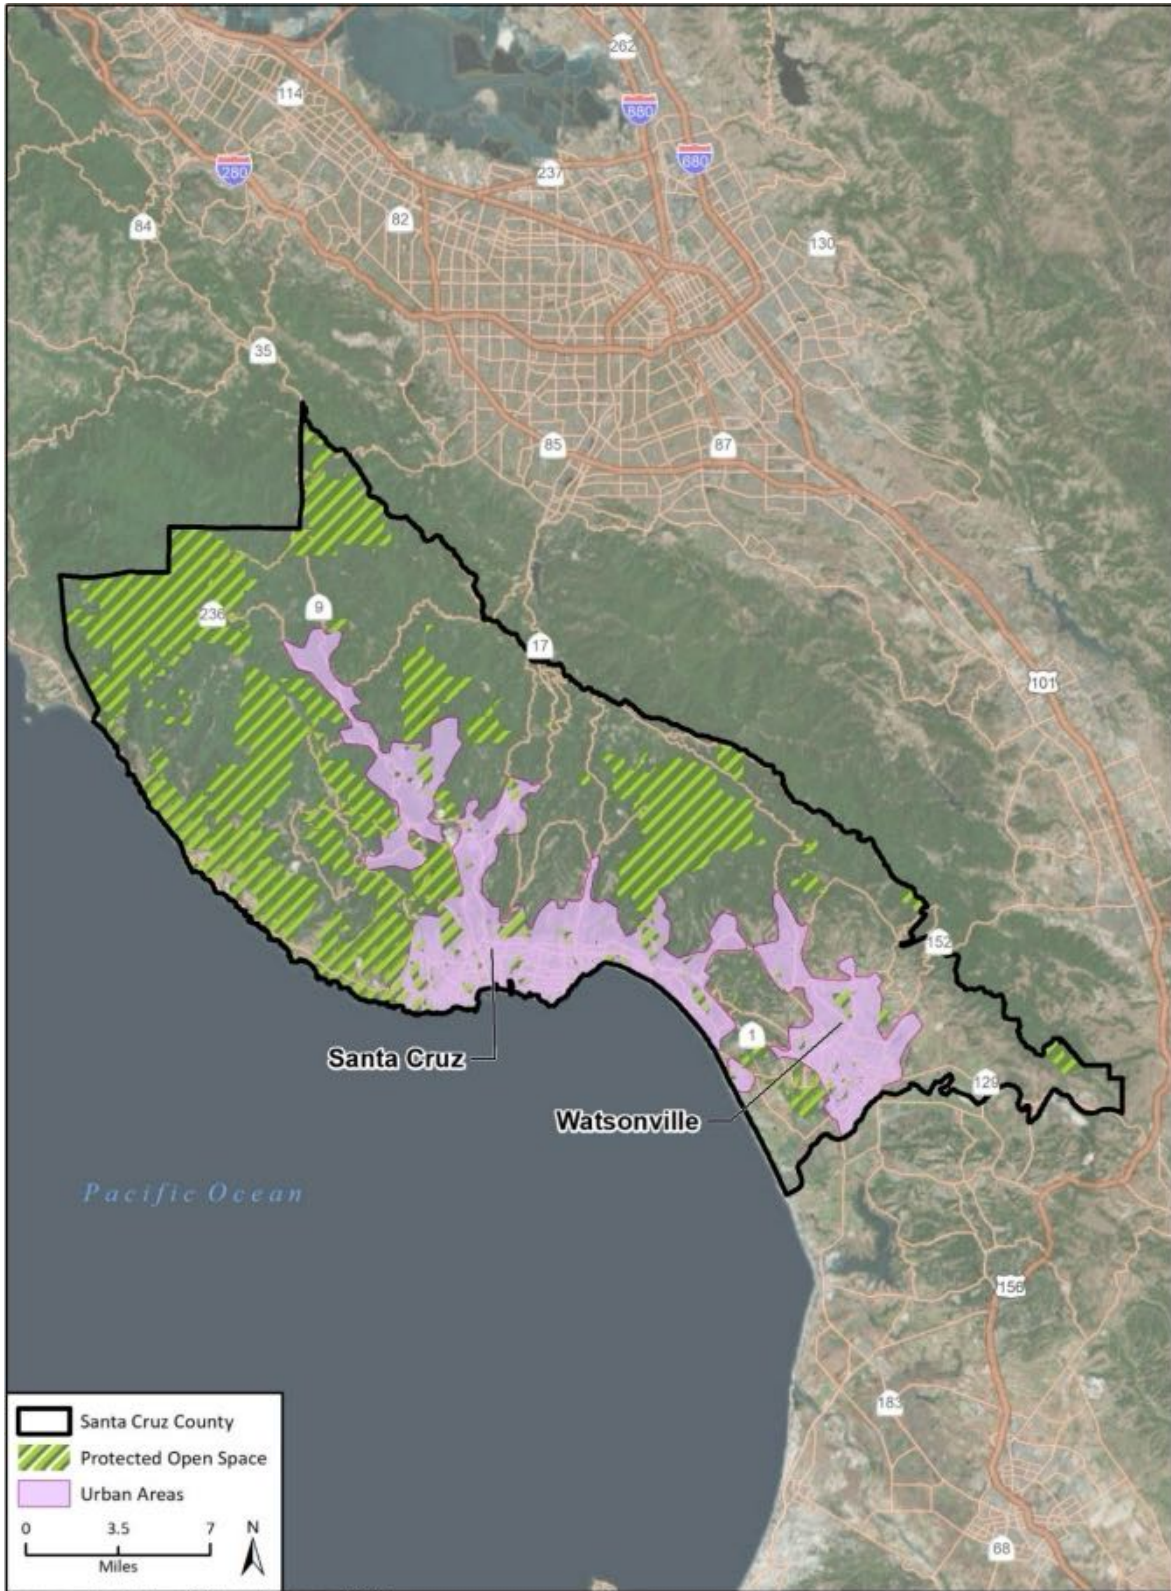 262
114
880
680
280
237
82
84
130
35
85
87
236
9
17
101
152
1
129
Santa Cruz
Watsonville
Pacific Ocean
156
183
68
Santa Cruz County
Protected Open Space
Urban Areas
0 3.5 7 N
Miles